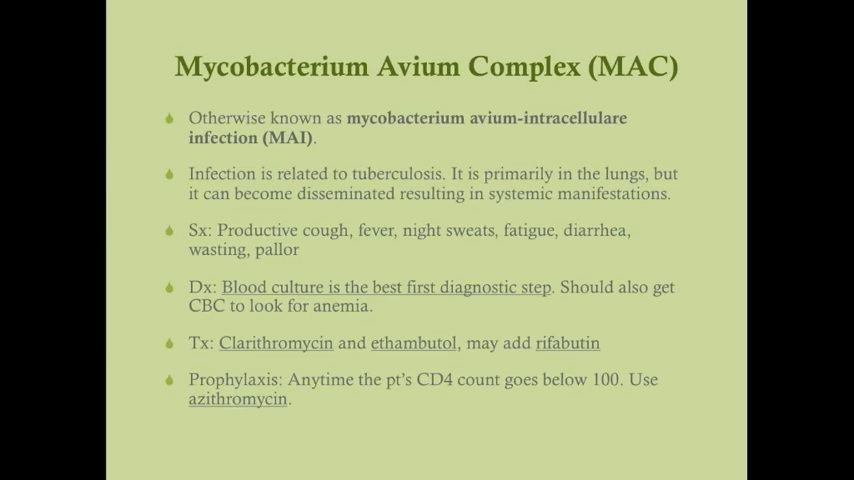 Mycobacterium Avium Complex (MAC)
Otherwise known as mycobacterium avium-intracellulare
infection (MAI).
Infection is related to tuberculosis. It is primarily in the lungs, but
it can become disseminated resulting in systemic manifestations.
Sx: Productive cough, fever, night sweats, fatigue, diarrhea,
wasting, pallor
Dx: Blood culture is the best first diagnostic step. Should also get
CBC to look for anemia.
Tx: Clarithromycin and ethambutol, may add rifabutin
Prophylaxis: Anytime the pt's CD4 count goes below 100. Use
azithromycin.